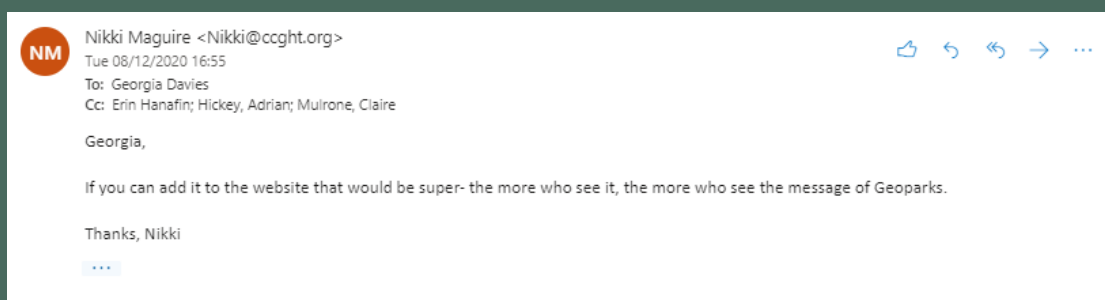 NM
Nikki Maguire <Nikki@ccght.org>
Tue 08/12/2020 16:55
To: Georgia Davies
Cc: Erin Hanafin; Hickey, Adrian; Mulrone, Claire
Georgia,
If you can add it to the website that would be super- the more who see it, the more who see the message of Geoparks.
Thanks, Nikki